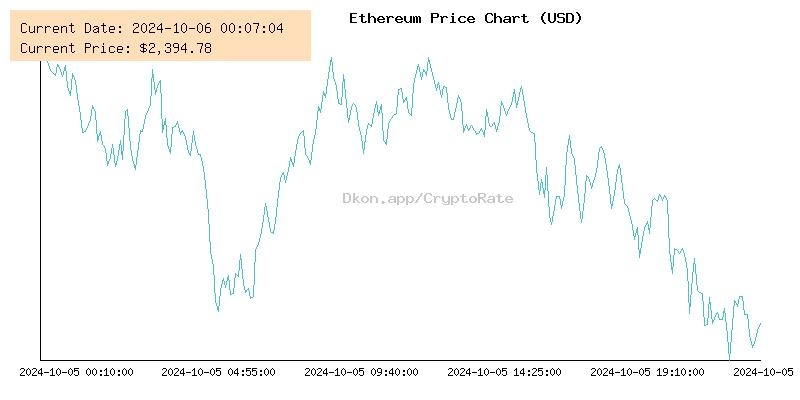 Ethereum Price Chart (USD)
Current Date: 2024-10-06 00:07:04
Current Price: $2,394.78
Dkon.app/CryptoRate
2024-10-05 00:10:00 2024-10-05 04:55:00 2024-10-05 09:40:00 2024-10-05 14:25:00 2024-10-05 19:10:00 2024-10-05